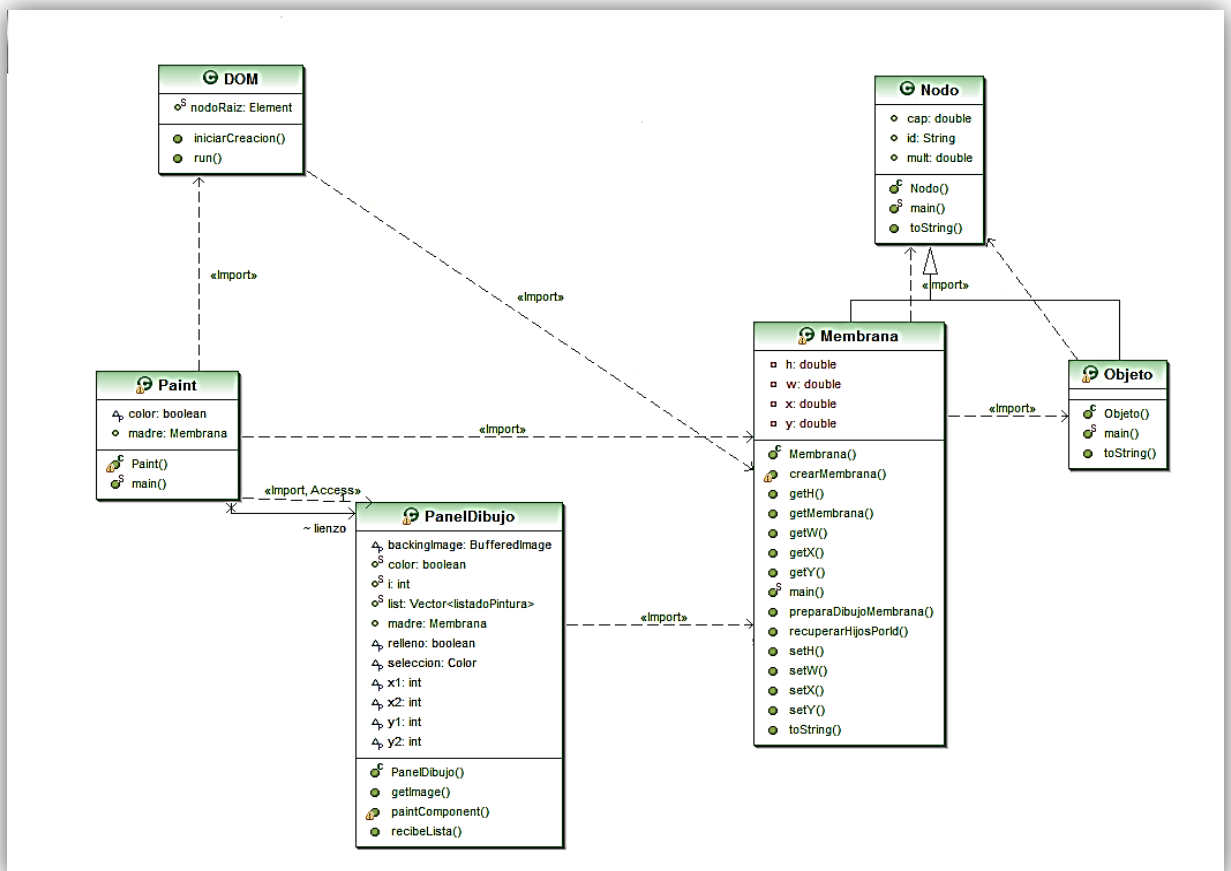 DOM
nodoRaiz: Element
iniciarCreacion()
run()
Nodo
cap: double
id: String
mult: double
Nodo()
main()
toString()
«Import»
«Import»
«Import»
Membrana
h: double
w: double
x: double
y: double
Membrana()
crearMembrana()
getH()
getMembrana()
getW()
getX()
getY()
main()
preparaDibujoMembrana()
recuperarHijosPorId()
setH()
setW()
setX()
setY()
toString()
Objeto
Objeto()
main()
toString()
«Import»
Paint
color: boolean
madre: Membrana
Paint()
main()
«Import»
«Import, Access»
1
~ lienzo
PanelDibujo
backingImage: BufferedImage
color: boolean
i: int
list: Vector<listadoPintura>
madre: Membrana
relleno: boolean
seleccion: Color
x1: int
x2: int
y1: int
y2: int
PanelDibujo()
getImage()
paintComponent()
recibeLista()
«Import»